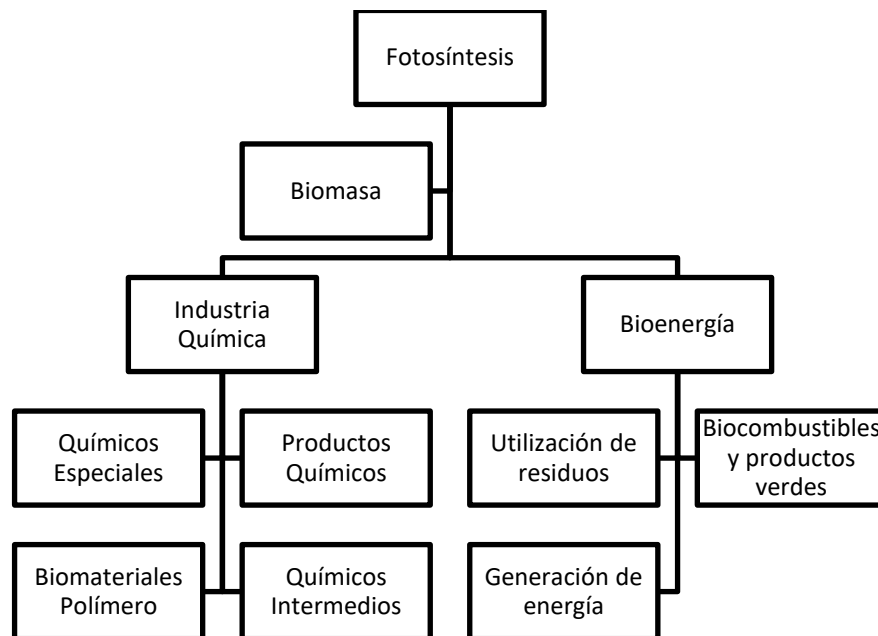 Fotosíntesis
Biomasa
Industria
Química
Bioenergía
Químicos
Especiales
Productos
Químicos
Utilización de
residuos
Biocombustibles
y productos
verdes
Biomateriales
Polímero
Químicos
Intermedios
Generación de
energía